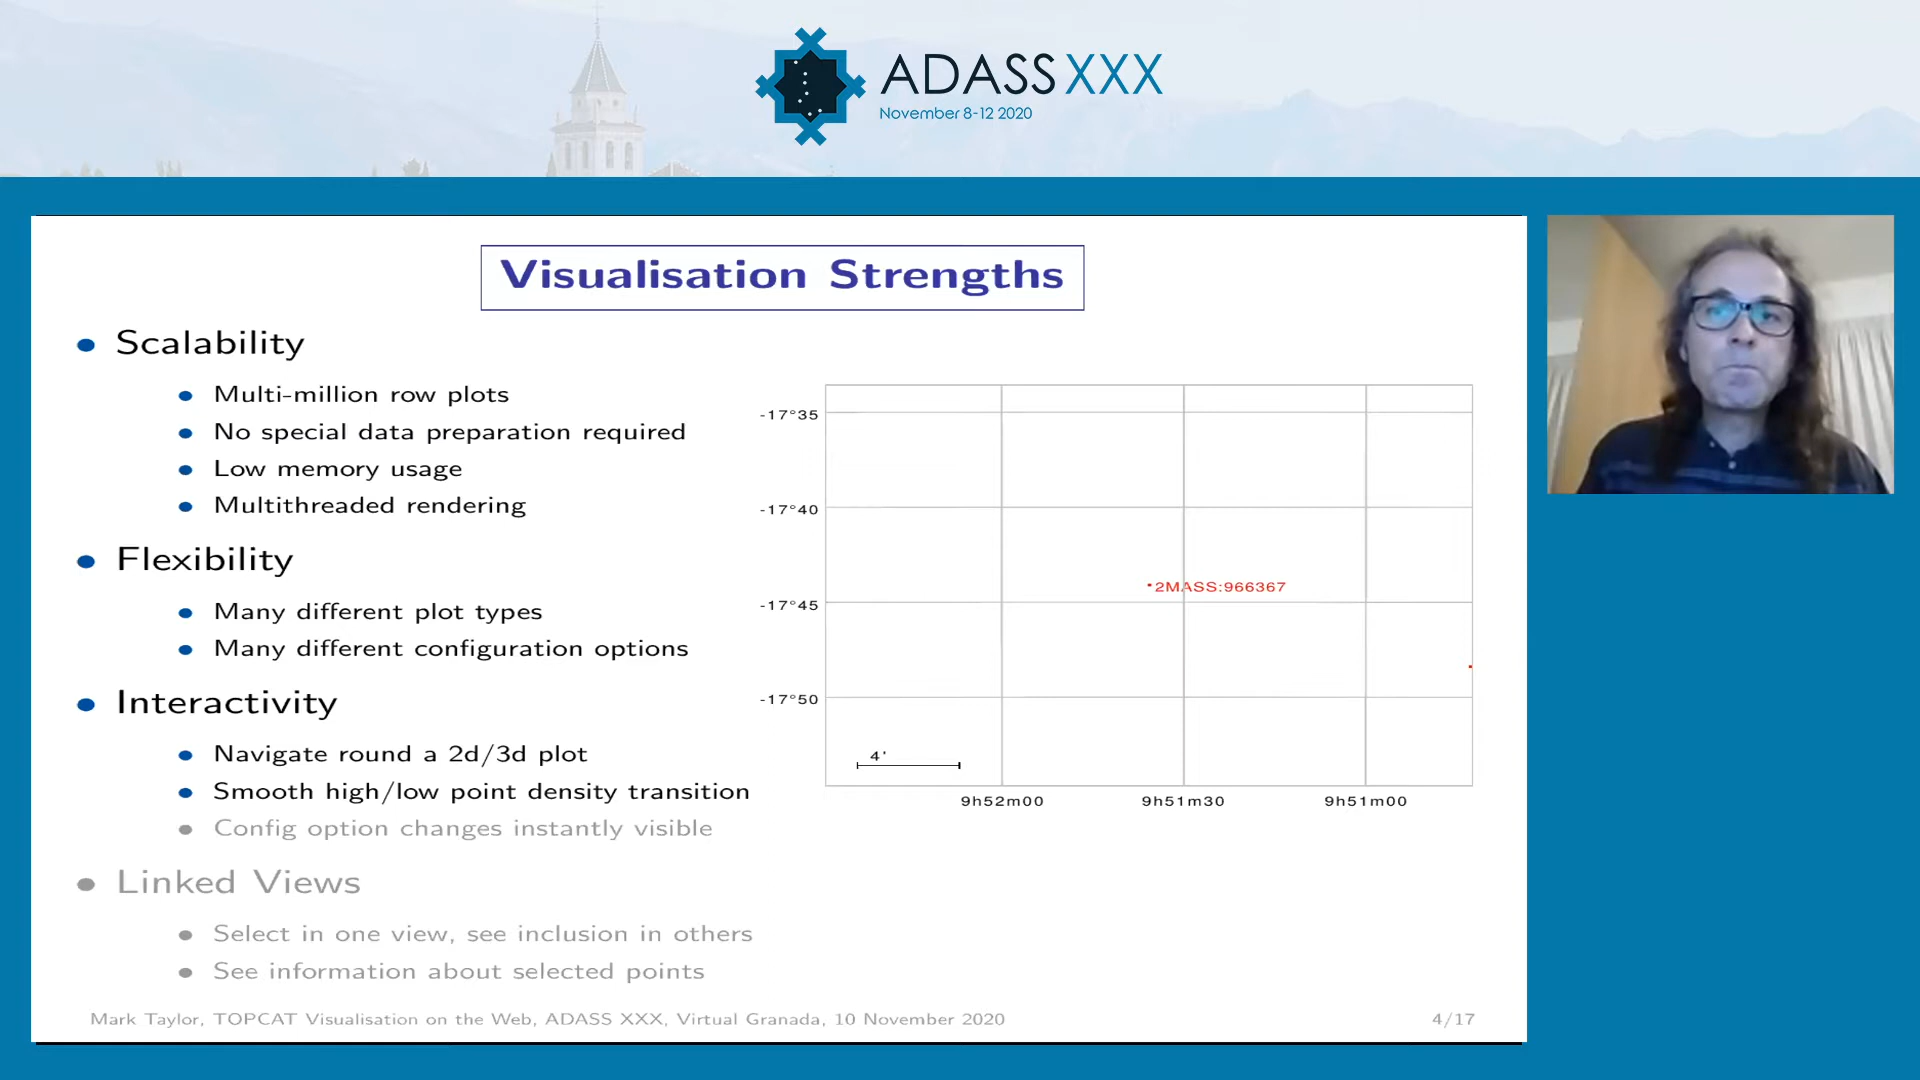 ADASS XXX
November 8-12 2020
Visualisation Strengths
Scalability
Multi-million row plots
No special data preparation required
Low memory usage
Multithreaded rendering
Flexibility
Many different plot types
Many different configuration options
Interactivity
Navigate round a 2d/3d plot
Smooth high/low point density transition
Config option changes instantly visible
Linked Views
Select in one view, see inclusion in others
See information about selected points
-17°35
-17°40
2MASS:966367
-17°45
-17°50
4'
9h52m00 9h51m30 9h51m00
Mark Taylor, TOPCAT Visualisation on the Web, ADASS XXX, Virtual Granada, 10 November 2020
4/17